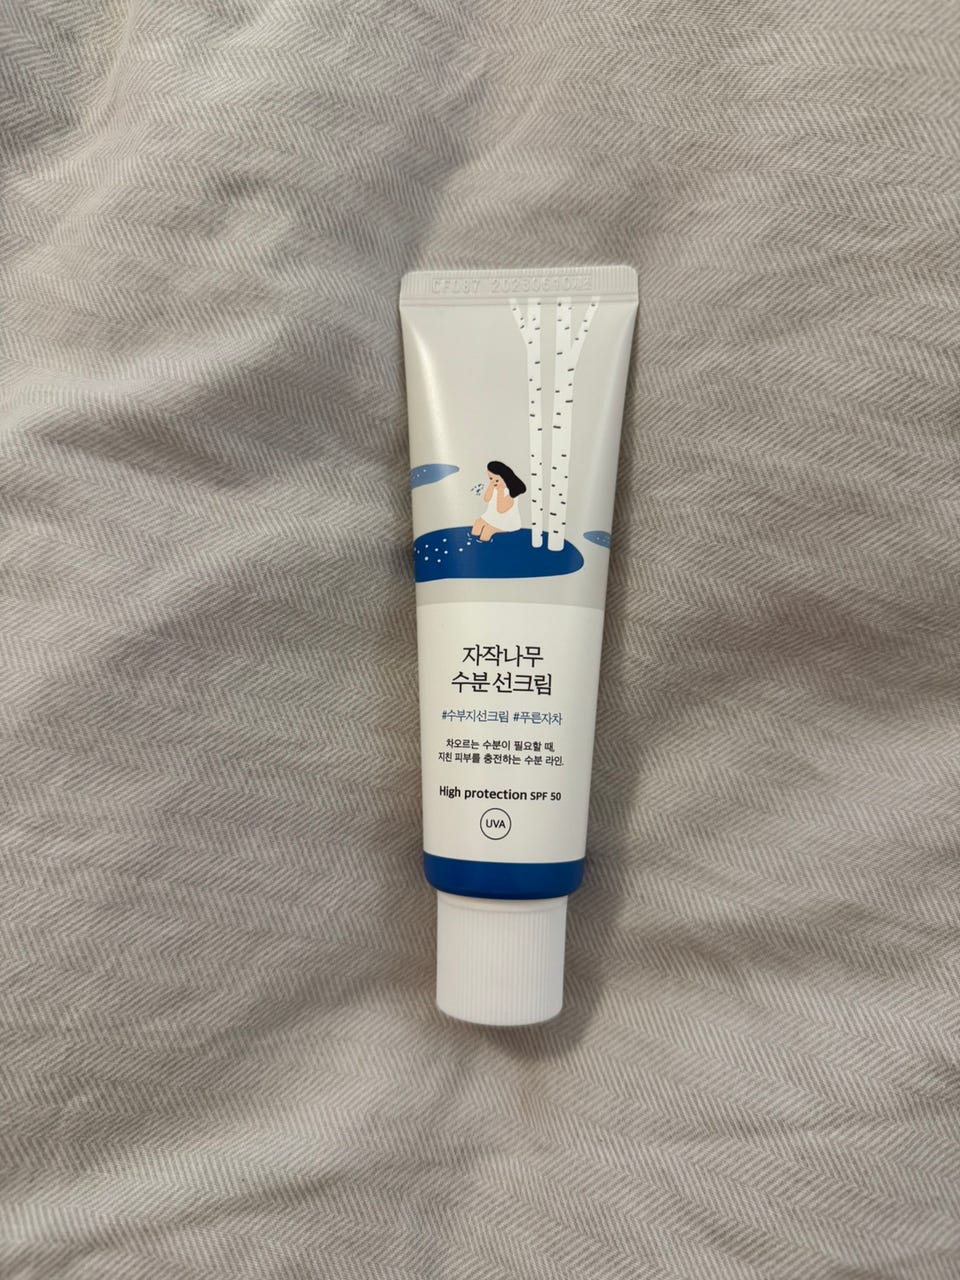 자작나무
수분 선크림
#수부지선크림 #푸른자차
차오르는 수분이 필요할 때,
지친 피부를 충전하는 수분 라인.
High protection SPF 50
UVA